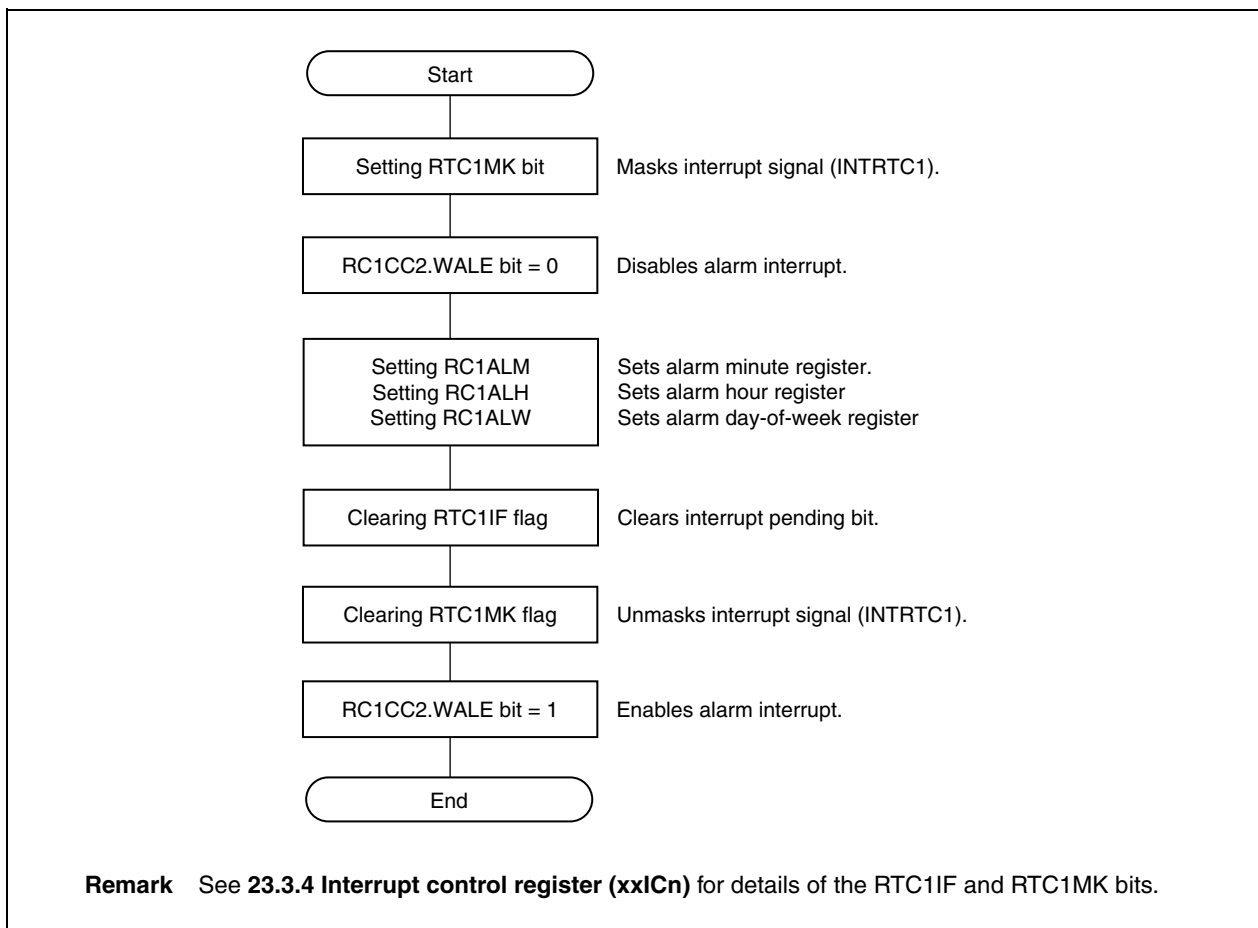 Start
Setting RTC1MK bit
Masks interrupt signal (INTRTC1).
RC1CC2.WALE bit = 0
Disables alarm interrupt.
Setting RC1ALM
Sets alarm minute register.
Setting RC1ALH
Sets alarm hour register
Setting RC1ALW
Sets alarm day-of-week register
Clearing RTC1IF flag
Clears interrupt pending bit.
Clearing RTC1MK flag
Unmasks interrupt signal (INTRTC1).
RC1CC2.WALE bit = 1
Enables alarm interrupt.
End
Remark See 23.3.4 Interrupt control register (xxICn) for details of the RTC1IF and RTC1MK bits.